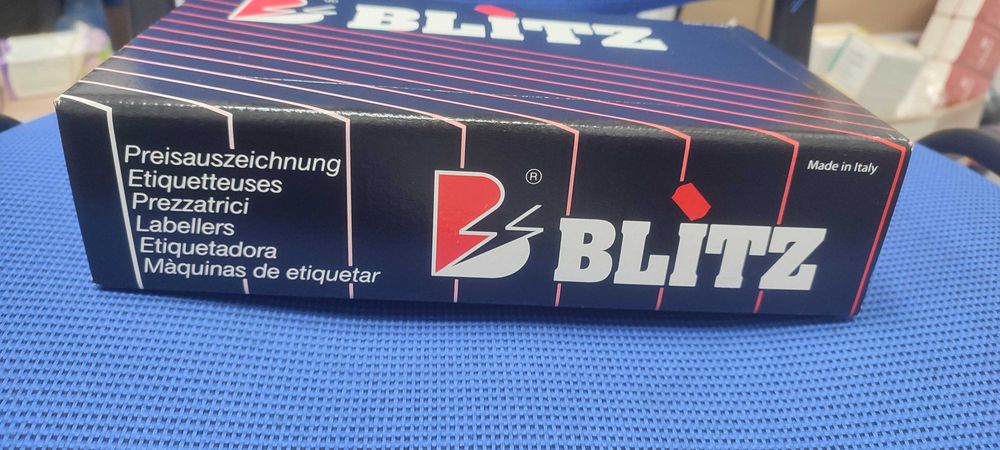 BLITZ
Preisauszeichnung
Etiquetteuses
Prezzatrici
Labellers
Etiquetadora
Màquinas de etiquetar
®
BLITZ
Made in Italy